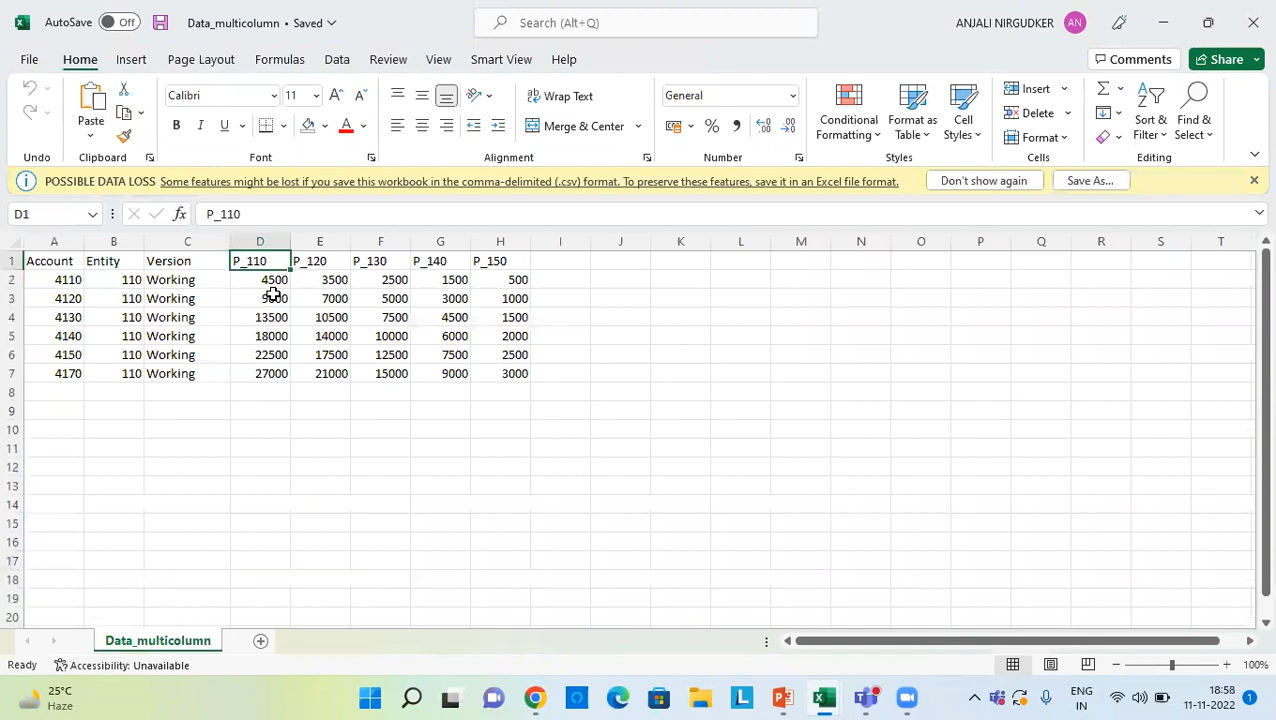 AutoSave Off Data_multicolumn • Saved Search (Alt+Q) ANJALI NIRGUDKER AN
File Home Insert Page Layout Formulas Data Review View Smart View Help Comments Share
Calibri 11 Wrap Text General Insert
Paste Merge & Center Conditional Formatting Format as Table Cell Styles Delete Sort & Filter Find & Select
Format
Undo Clipboard Font Alignment Number Styles Cells Editing
POSSIBLE DATA LOSS Some features might be lost if you save this workbook in the comma-delimited (.csv) format. To preserve these features, save it in an Excel file format. Don't show again Save As...
D1 fx P_110
A B C D E F G H I J K L M N O P Q R S T
1 Account Entity Version P_110 P_120 P_130 P_140 P_150
2 4110 110 Working 4500 3500 2500 1500 500
3 4120 110 Working 7000 5000 3000 1000
4 4130 110 Working 13500 10500 7500 4500 1500
5 4140 110 Working 18000 14000 10000 6000 2000
6 4150 110 Working 22500 17500 12500 7500 2500
7 4170 110 Working 27000 21000 15000 9000 3000
8
9
10
11
12
13
14
15
16
17
18
19
20
Data_multicolumn
Ready Accessibility: Unavailable 100%
25°C
Haze
ENG
IN
18:58
11-11-2022
1